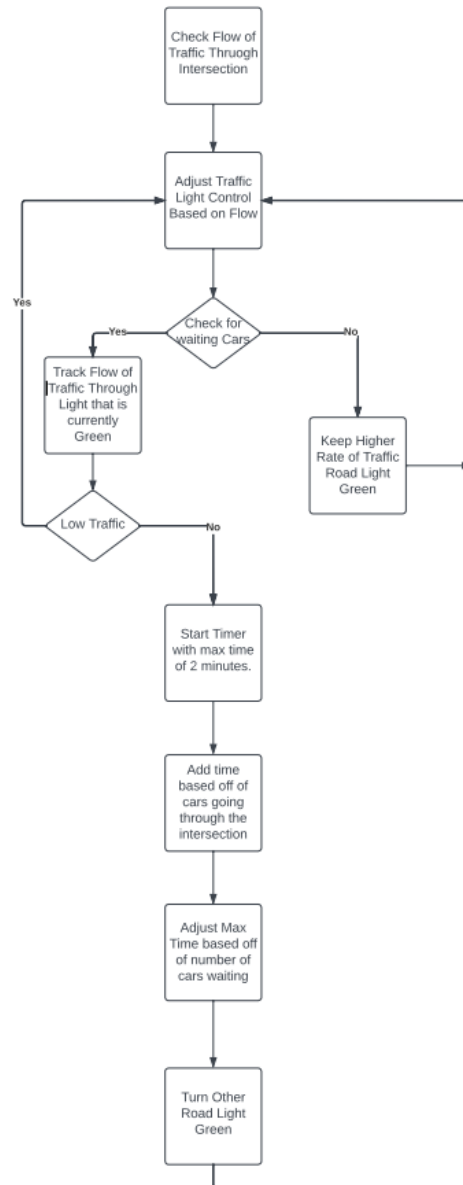 Check Flow of
Traffic Thruogh
Intersection
Adjust Traffic
Light Control
Based on Flow
Yes
Check for
waiting Cars
Yes
No
Track Flow of
Traffic Through
Light that is
currently
Green
Keep Higher
Rate of Traffic
Road Light
Green
Low Traffic
No
Start Timer
with max time
of 2 minutes.
Add time
based off of
cars going
through the
intersection
Adjust Max
Time based off
of number of
cars waiting
Turn Other
Road Light
Green